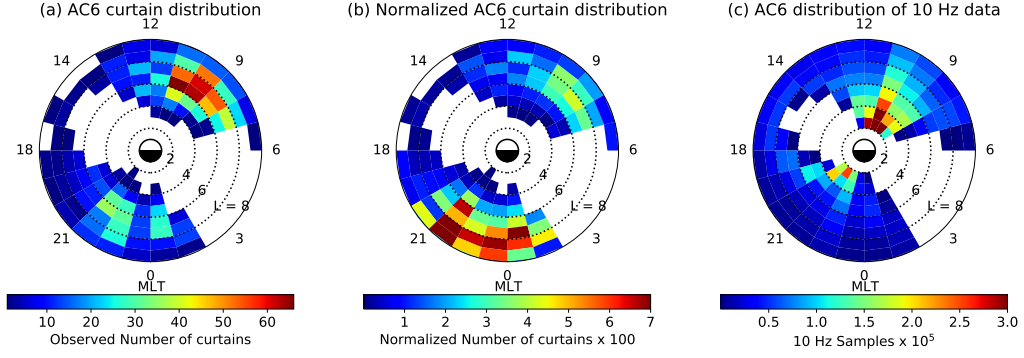 (a) AC6 curtain distribution
12
14
9
18
6
2
4
6
L = 8
21
3
0
MLT
10 20 30 40 50 60
Observed Number of curtains
(b) Normalized AC6 curtain distribution
12
14
9
18
6
2
4
6
L = 8
21
3
0
MLT
1 2 3 4 5 6 7
Normalized Number of curtains x 100
(c) AC6 distribution of 10 Hz data
12
14
9
18
6
2
4
6
L = 8
21
3
0
MLT
0.5 1.0 1.5 2.0 2.5 3.0
10 Hz Samples x 10⁵